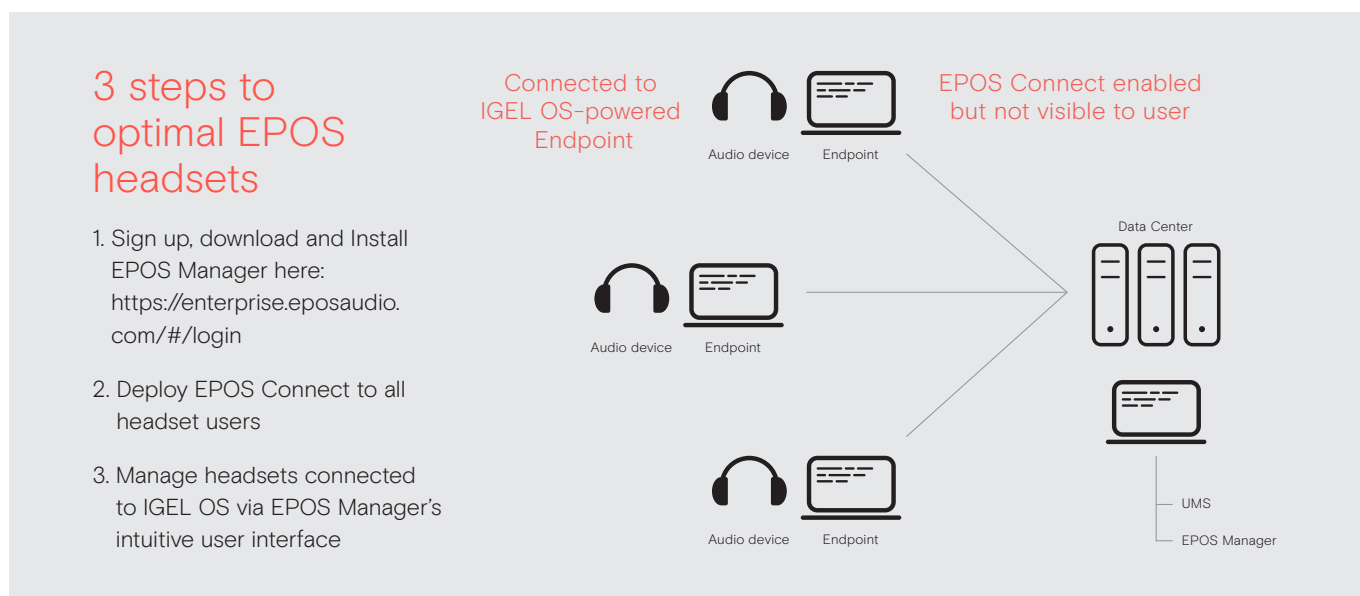 3 steps to
optimal EPOS
headsets
1. Sign up, download and Install
EPOS Manager here:
https://enterprise.eposaudio.
com/#/login
2. Deploy EPOS Connect to all
headset users
3. Manage headsets connected
to IGEL OS via EPOS Manager’s
intuitive user interface
Connected to
IGEL OS-powered
Endpoint
Audio device
Endpoint
EPOS Connect enabled
but not visible to user
Audio device
Endpoint
Audio device
Endpoint
Data Center
UMS
EPOS Manager